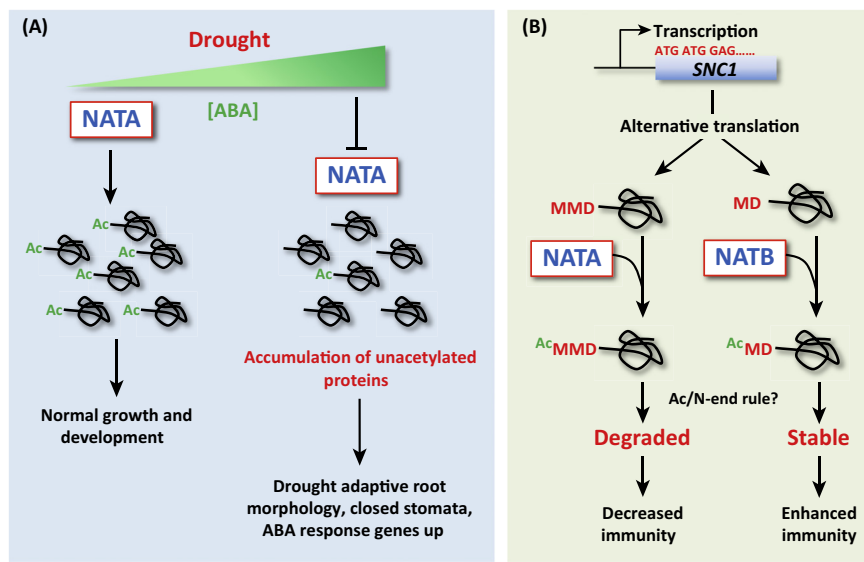 (A)
Drought
[ABA]
NATA
NATA
Ac
Ac
Ac
Ac
Ac
Ac
Ac
Accumulation of unacetylated
proteins
Normal growth and
development
Drought adaptive root
morphology, closed stomata,
ABA response genes up
(B)
Transcription
ATG ATG GAG......
SNC1
Alternative translation
MMD
MD
NATA
NATB
AcMMD
AcMD
Ac/N-end rule?
Degraded
Stable
Decreased
immunity
Enhanced
immunity